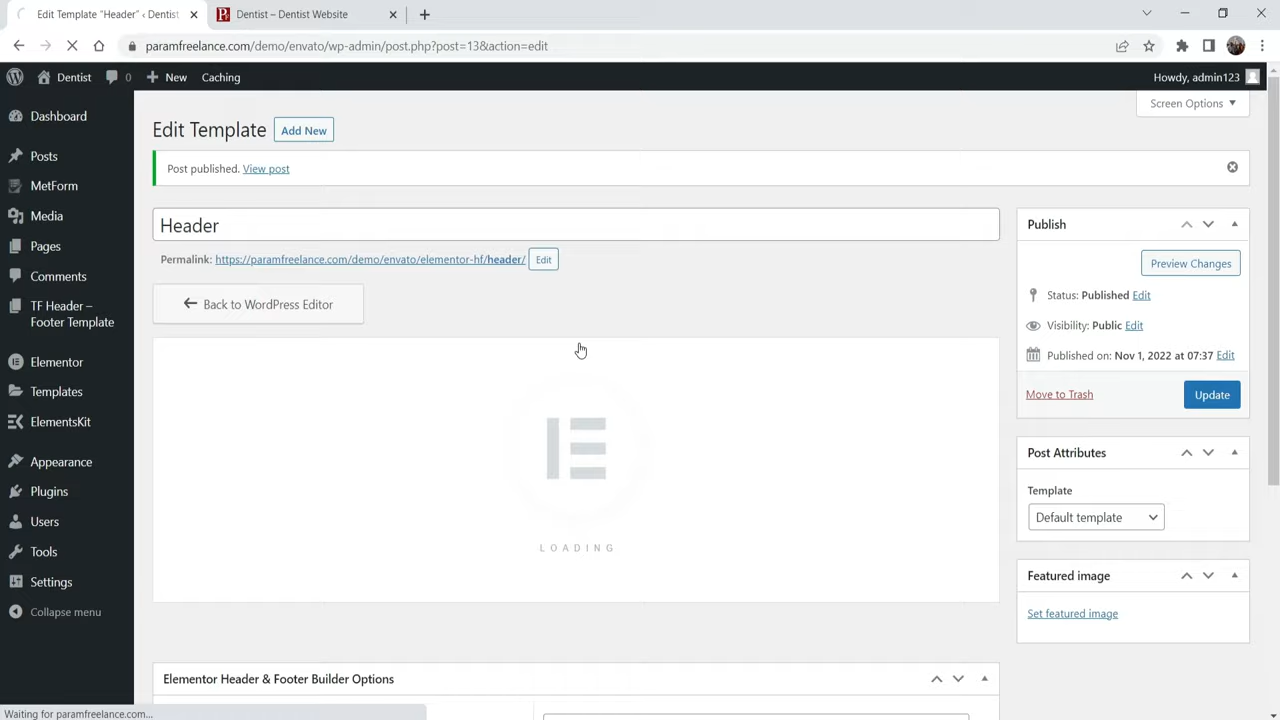 Edit Template "Header" ‹ Dentist
Dentist – Dentist Website
paramfreelance.com/demo/envato/wp-admin/post.php?post=13&action=edit
Dentist
0
New
Caching
Howdy, admin123
Screen Options
Dashboard
Posts
MetForm
Media
Pages
Comments
TF Header –
Footer Template
Elementor
Templates
ElementsKit
Appearance
Plugins
Users
Tools
Settings
Collapse menu
Edit Template
Add New
Post published. View post
Header
Permalink: https://paramfreelance.com/demo/envato/elementor-hf/header/ Edit
Back to WordPress Editor
LOADING
Elementor Header & Footer Builder Options
Publish
Preview Changes
Status: Published Edit
Visibility: Public Edit
Published on: Nov 1, 2022 at 07:37 Edit
Move to Trash
Update
Post Attributes
Template
Default template
Featured image
Set featured image
Waiting for paramfreelance.com...